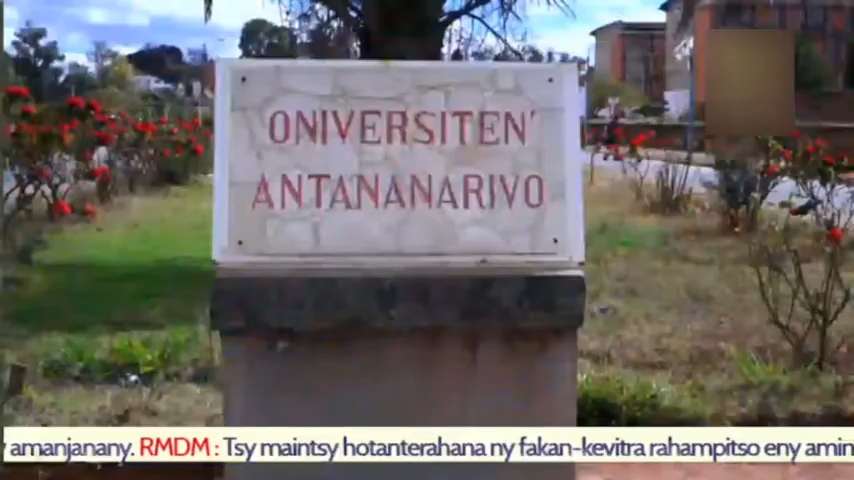 ONIVERSITEN'
ANTANANARIVO
amanjanany. RMDM : Tsy maintsy hotanterahana ny fakan-kevitra rahampitso eny amin